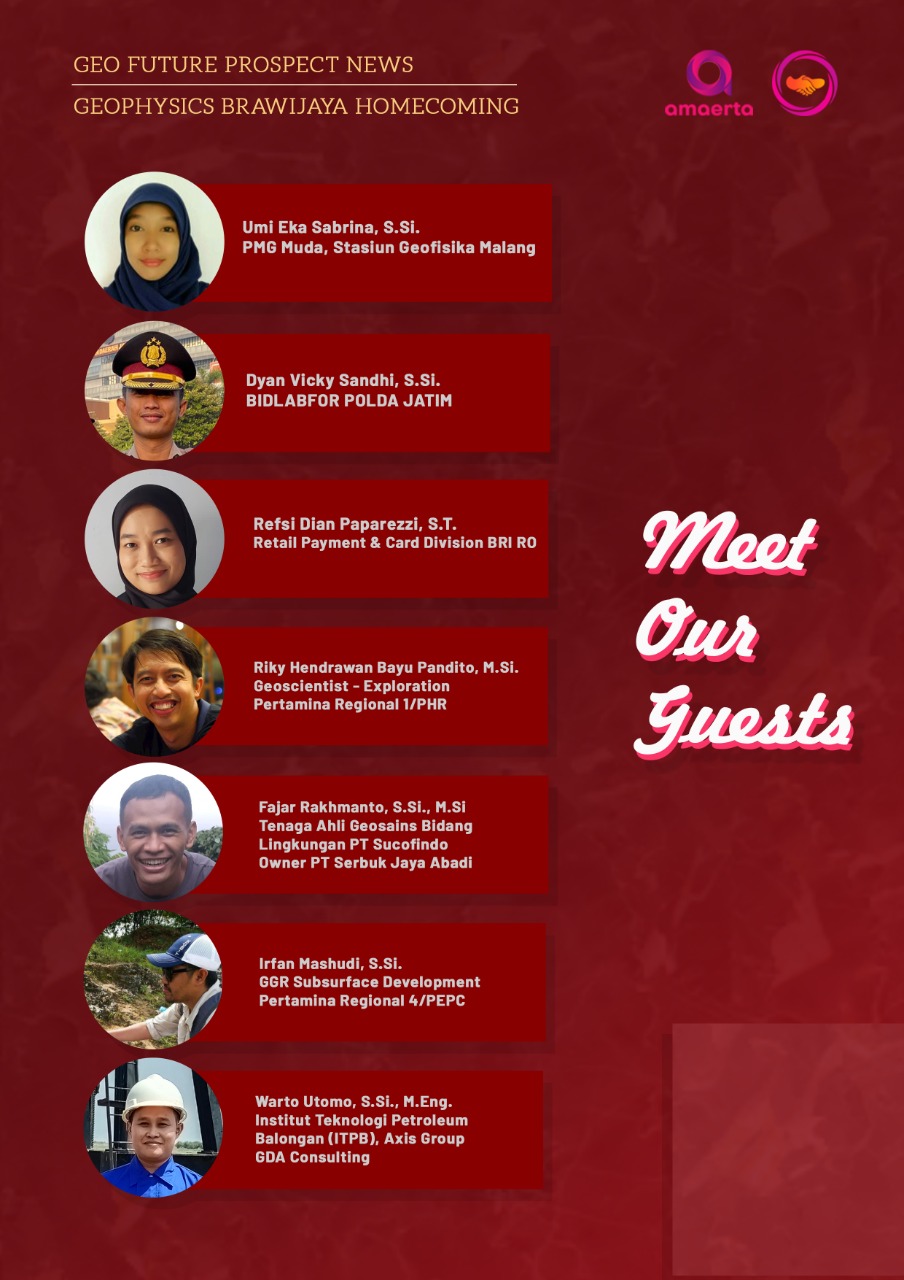 GEO FUTURE PROSPECT NEWS
GEOPHYSICS BRAWIJAYA HOMECOMING
amaerta
Umi Eka Sabrina, S.Si.
PMG Muda, Stasiun Geofisika Malang
Dyan Vicky Sandhi, S.Si.
BIDLABFOR POLDA JATIM
Refsi Dian Paparezzi, S.T.
Retail Payment & Card Division BRI RO
Riky Hendrawan Bayu Pandito, M.Si.
Geoscientist - Exploration
Pertamina Regional 1/PHR
Fajar Rakhmanto, S.Si., M.Si
Tenaga Ahli Geosains Bidang
Lingkungan PT Sucofindo
Owner PT Serbuk Jaya Abadi
Irfan Mashudi, S.Si.
GGR Subsurface Development
Pertamina Regional 4/PEPC
Warto Utomo, S.Si., M.Eng.
Institut Teknologi Petroleum
Balongan (ITPB), Axis Group
GDA Consulting
Meet
Our
Guests